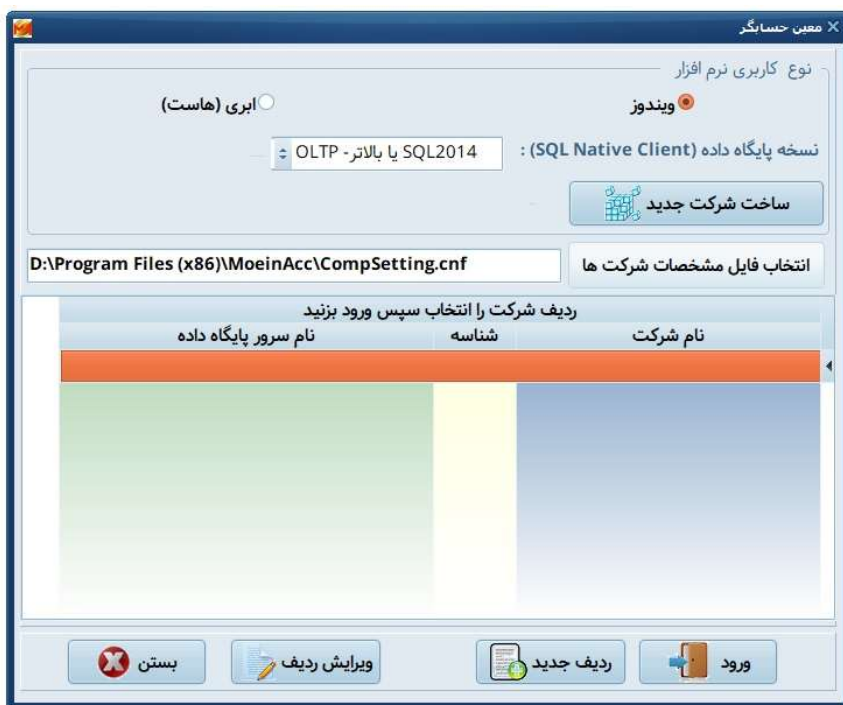 معین حسابگر
نوع کاربری نرم افزار
ویندوز
ابری (هاست)
نسخه پایگاه داده (SQL Native Client) :
SQL2014 یا بالاتر- OLTP
ساخت شرکت جدید
انتخاب فایل مشخصات شرکت ها
D:\Program Files (x86)\MoeinAcc\CompSetting.cnf
ردیف شرکت را انتخاب سپس ورود بزنید
نام شرکت شناسه نام سرور پایگاه داده
ورود
ردیف جدید
ویرایش ردیف
بستن